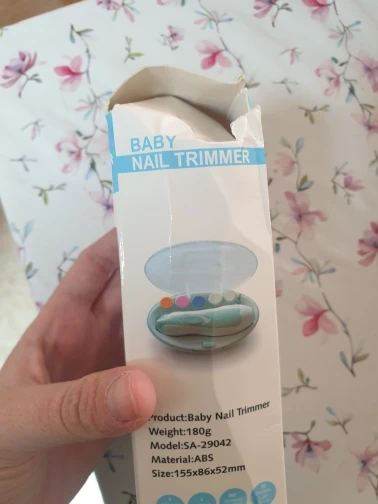 BABY
NAIL TRIMMER
Product:Baby Nail Trimmer
Weight:180g
Model:SA-29042
Material:ABS
Size:155x86x52mm